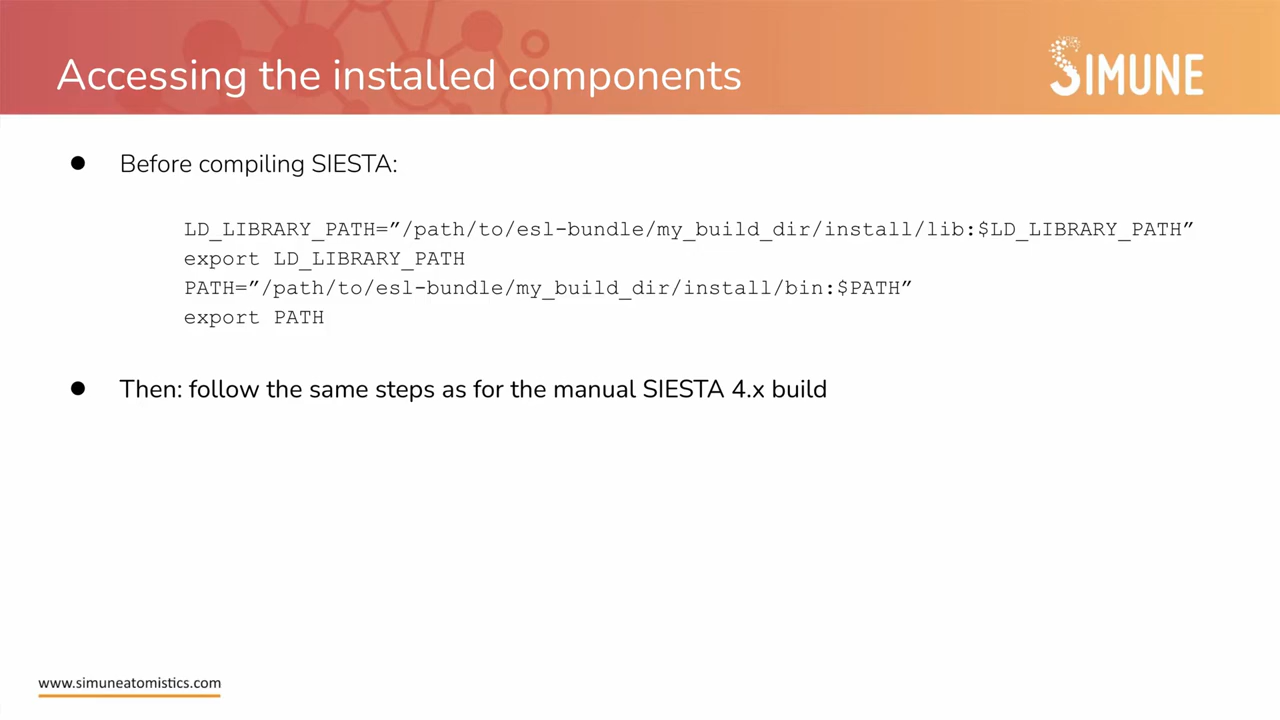 Accessing the installed components
SIMUNE
● Before compiling SIESTA:
LD_LIBRARY_PATH=”/path/to/esl-bundle/my_build_dir/install/lib:$LD_LIBRARY_PATH”
export LD_LIBRARY_PATH
PATH=”/path/to/esl-bundle/my_build_dir/install/bin:$PATH”
export PATH
● Then: follow the same steps as for the manual SIESTA 4.x build
www.simuneatomistics.com